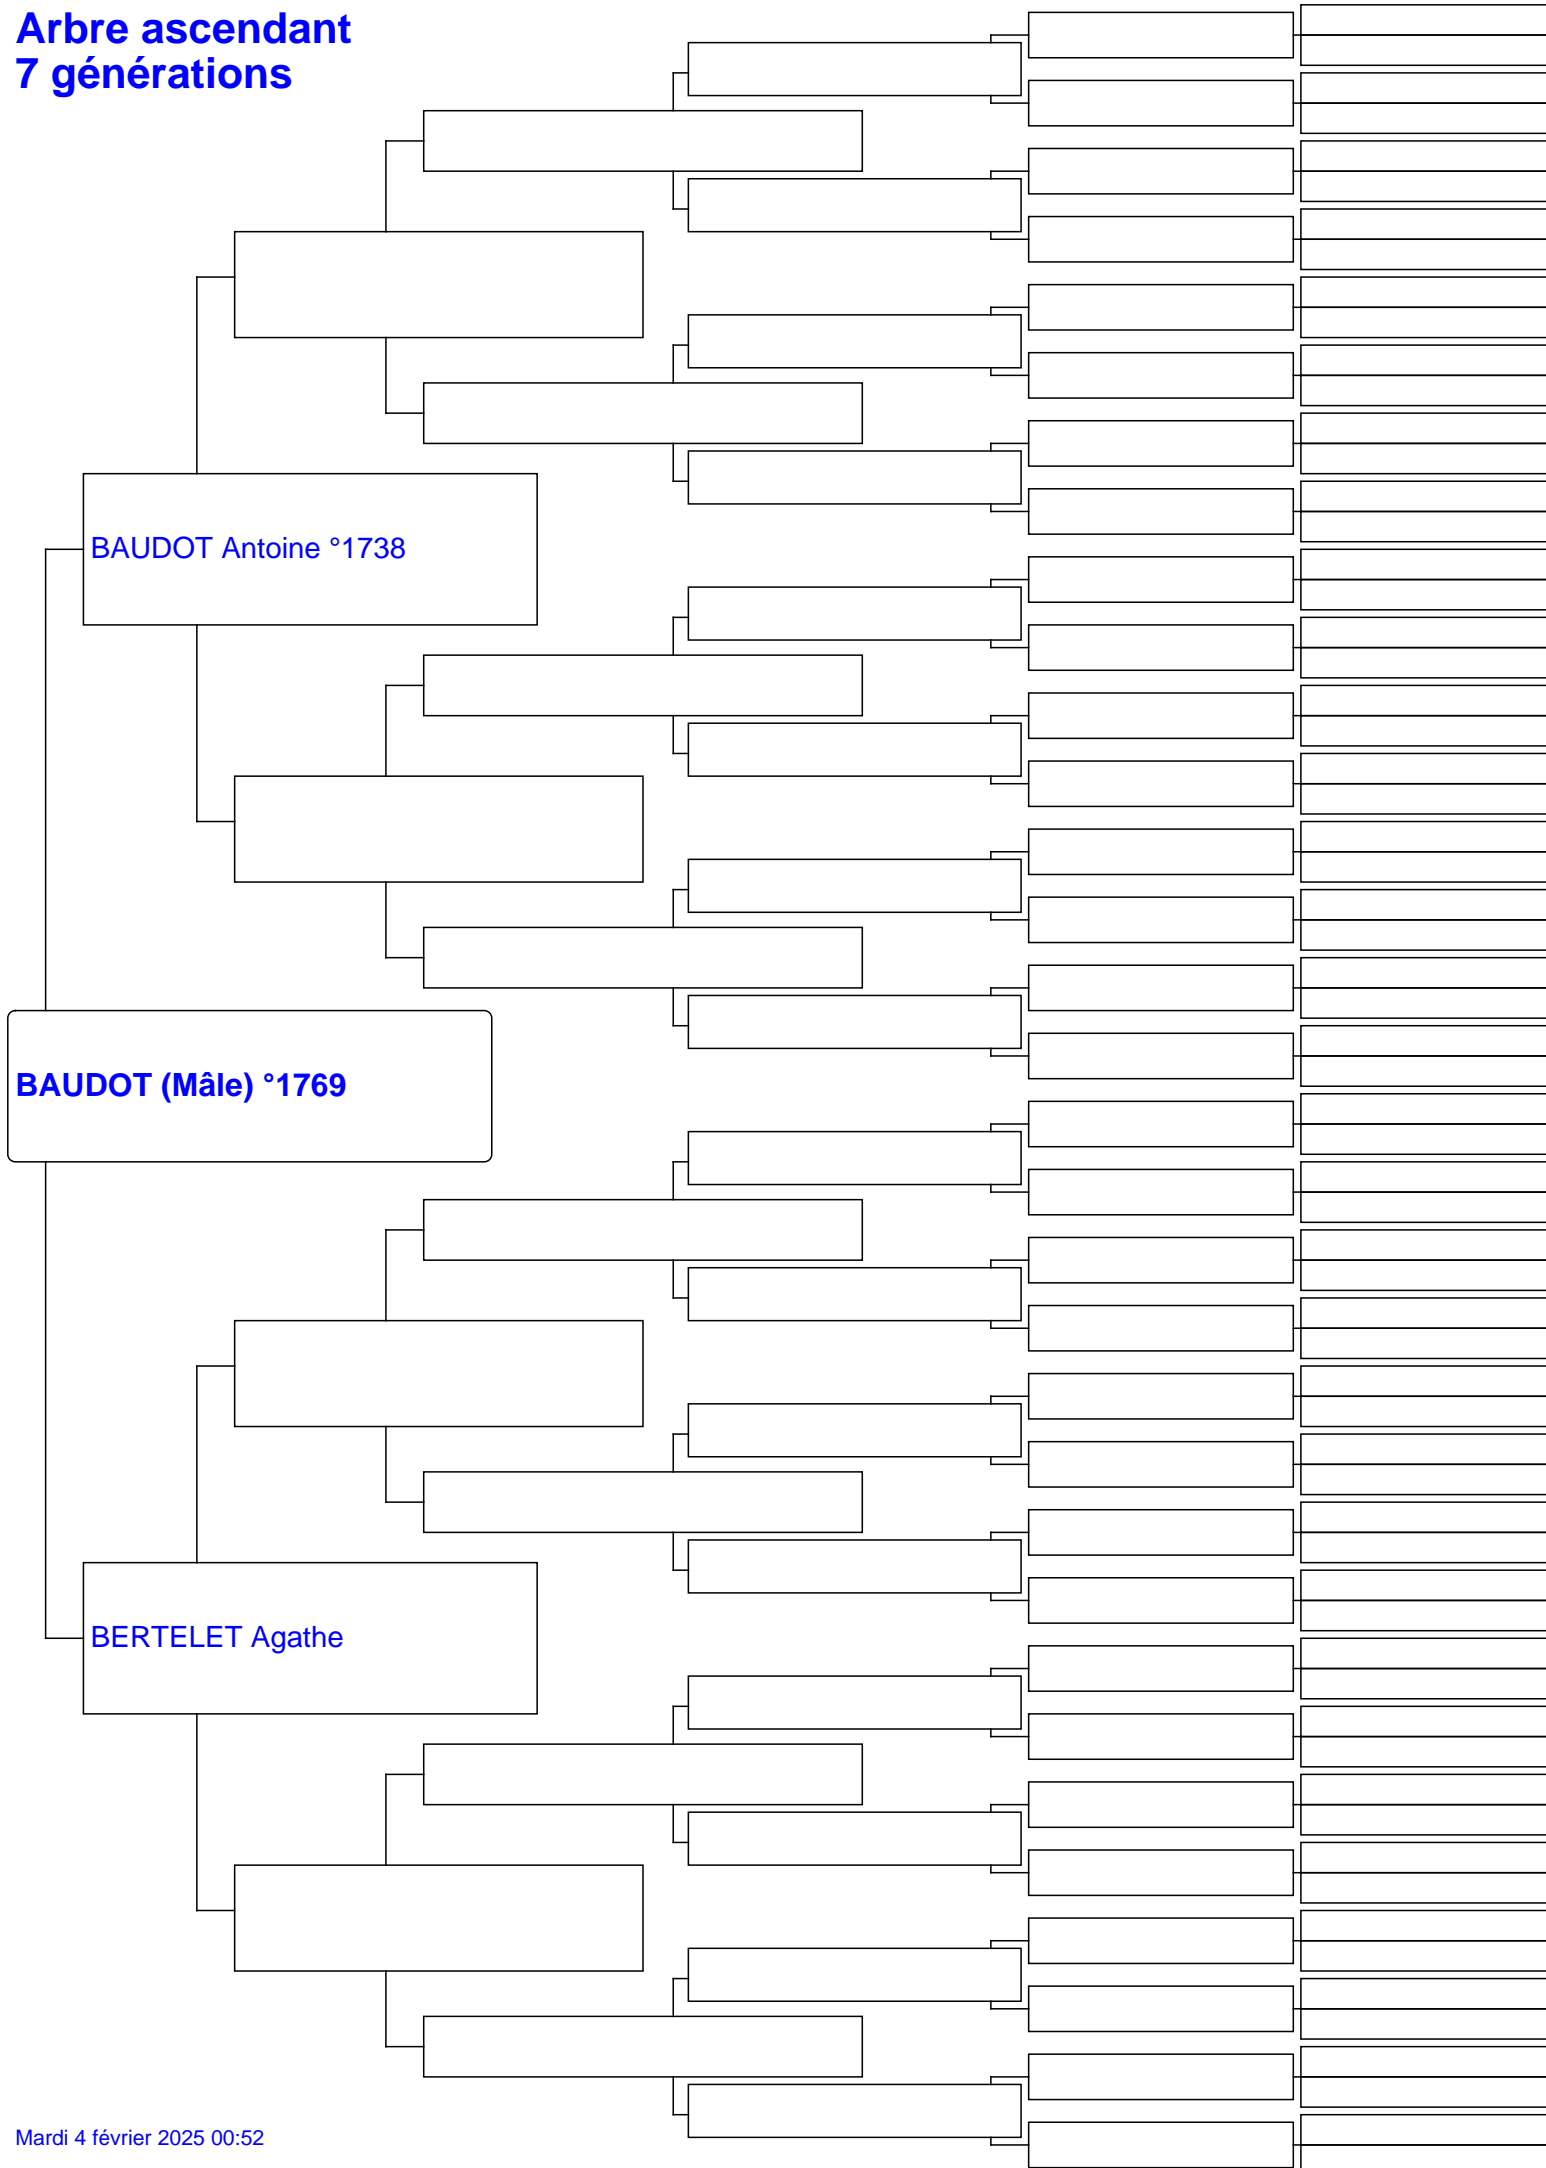 Arbre ascendant
7 générations
BAUDOT Antoine °1738
BAUDOT (Mâle) °1769
BERTELET Agathe
Mardi 4 février 2025 00:52